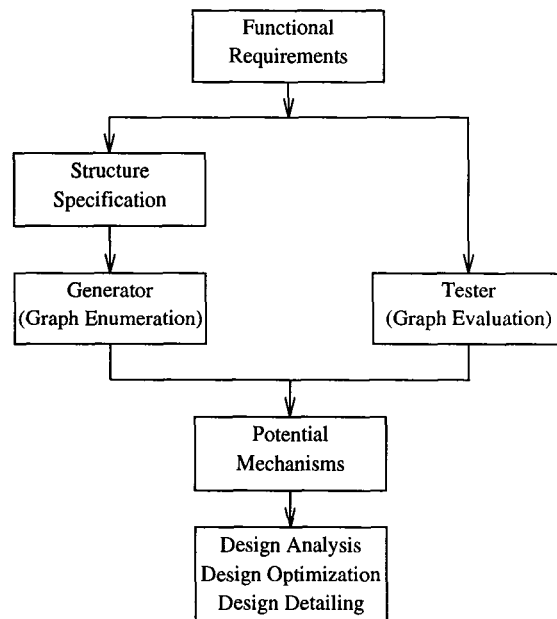 Functional
Requirements
Structure
Specification
Generator
(Graph Enumeration)
Tester
(Graph Evaluation)
Potential
Mechanisms
Design Analysis
Design Optimization
Design Detailing